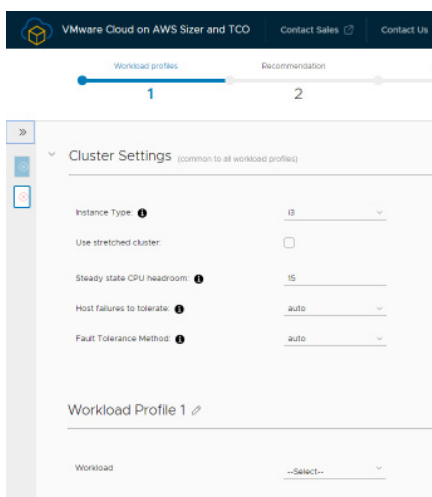 VMware Cloud on AWS Sizer and TCO Contact Sales Contact Us
Workload profiles Recommendation
1 2
Cluster Settings (common to all workload profiles)
Instance Type: i3
Use stretched cluster:
Steady state CPU headroom: 15
Host failures to tolerate: auto
Fault Tolerance Method: auto
Workload Profile 1
Workload --Select--